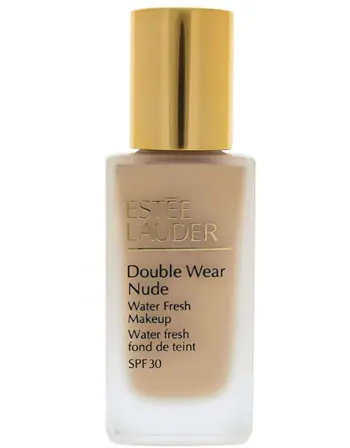 ESTĒE
LAUDER
Double Wear
Nude
Water Fresh
Makeup
Water fresh
fond de teint
SPF 30